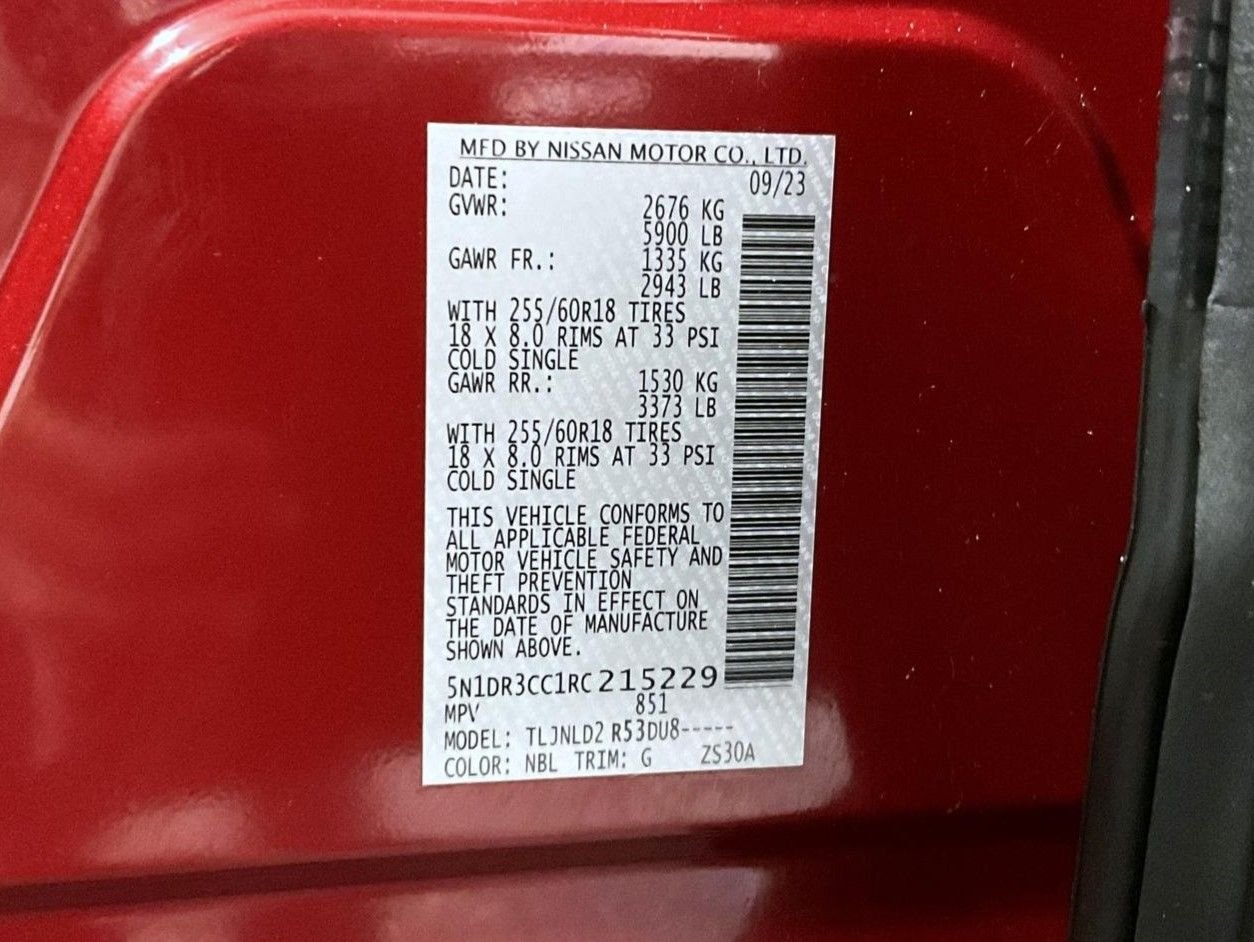 MFD BY NISSAN MOTOR CO., LTD.
DATE: 09/23
GVWR: 2676 KG
5900 LB
GAWR FR.: 1335 KG
2943 LB
WITH 255/60R18 TIRES
18 X 8.0 RIMS AT 33 PSI
COLD SINGLE
GAWR RR.: 1530 KG
3373 LB
WITH 255/60R18 TIRES
18 X 8.0 RIMS AT 33 PSI
COLD SINGLE
THIS VEHICLE CONFORMS TO
ALL APPLICABLE FEDERAL
MOTOR VEHICLE SAFETY AND
THEFT PREVENTION
STANDARDS IN EFFECT ON
THE DATE OF MANUFACTURE
SHOWN ABOVE.
5N1DR3CC1RC215229
MPV 851
MODEL: TLJNLD2 R53DU8-----
COLOR: NBL TRIM: G ZS30A